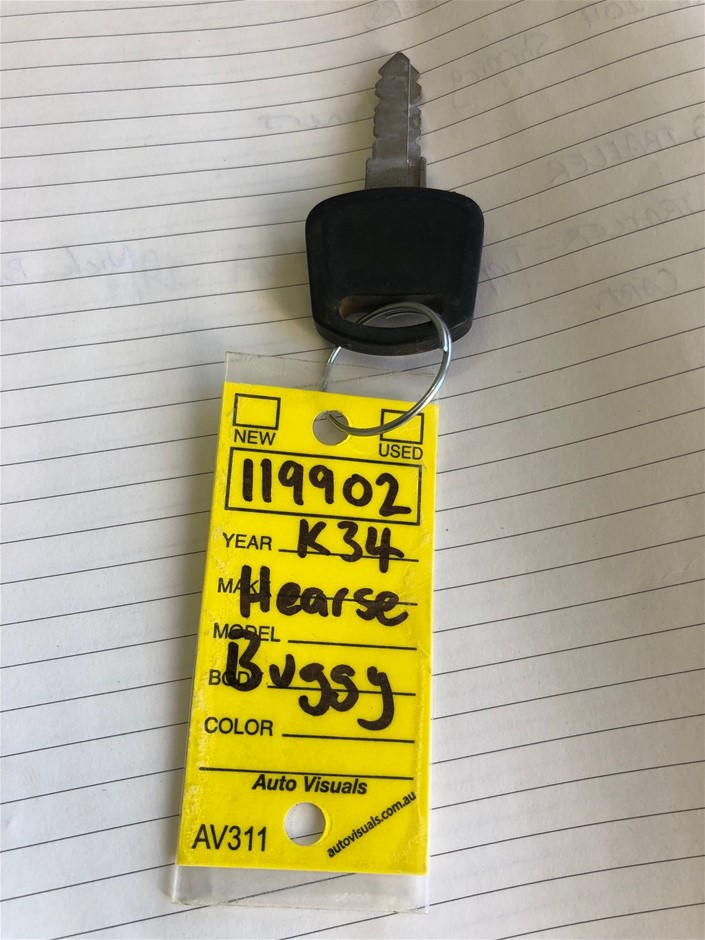 NEW
USED
119902
YEAR K34
MAKE Hearse
MODEL
BODY Buggy
COLOR
Auto Visuals
AV311
autovisuals.com.au